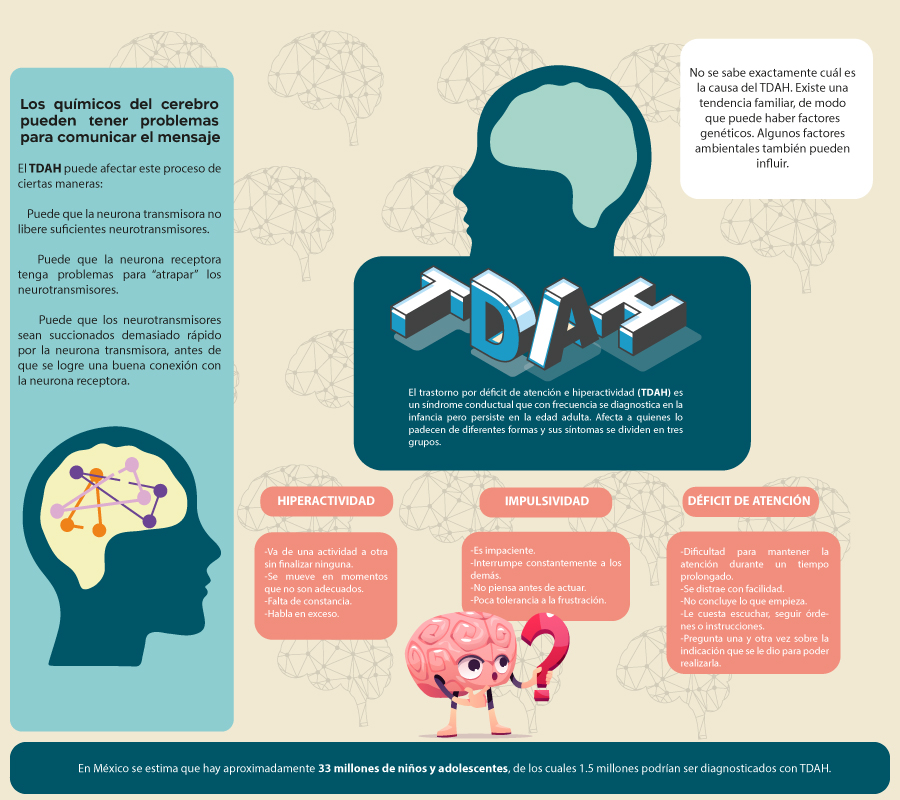 Los químicos del cerebro
pueden tener problemas
para comunicar el mensaje
El TDAH puede afectar este proceso de
ciertas maneras:
Puede que la neurona transmisora no
libere suficientes neurotransmisores.
Puede que la neurona receptora
tenga problemas para “atrapar” los
neurotransmisores.
Puede que los neurotransmisores
sean succionados demasiado rápido
por la neurona transmisora, antes de
que se logre una buena conexión con
la neurona receptora.
No se sabe exactamente cuál es
la causa del TDAH. Existe una
tendencia familiar, de modo
que puede haber factores
genéticos. Algunos factores
ambientales también pueden
influir.
TDAH
El trastorno por déficit de atención e hiperactividad (TDAH) es
un síndrome conductual que con frecuencia se diagnostica en la
infancia pero persiste en la edad adulta. Afecta a quienes lo
padecen de diferentes formas y sus síntomas se dividen en tres
grupos.
HIPERACTIVIDAD
-Va de una actividad a otra
sin finalizar ninguna.
-Se mueve en momentos
que no son adecuados.
-Falta de constancia.
-Habla en exceso.
IMPULSIVIDAD
-Es impaciente.
-Interrumpe constantemente a los
demás.
-No piensa antes de actuar.
-Poca tolerancia a la frustración.
DÉFICIT DE ATENCIÓN
-Dificultad para mantener la
atención durante un tiempo
prolongado.
-Se distrae con facilidad.
-No concluye lo que empieza.
-Le cuesta escuchar, seguir órde-
nes o instrucciones.
-Pregunta una y otra vez sobre la
indicación que se le dio para poder
realizarla.
?
En México se estima que hay aproximadamente 33 millones de niños y adolescentes, de los cuales 1.5 millones podrían ser diagnosticados con TDAH.